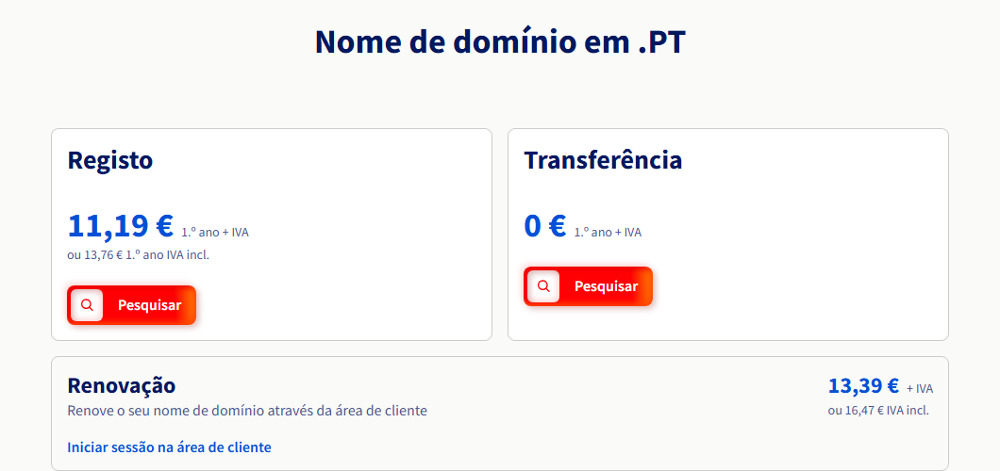 Nome de domínio em .PT
Registo
11,19 € 1.º ano + IVA
ou 13,76 € 1.º ano IVA incl.
Pesquisar
Transferência
0 € 1.º ano + IVA
Pesquisar
Renovação
Renove o seu nome de domínio através da área de cliente
Iniciar sessão na área de cliente
13,39 € + IVA
ou 16,47 € IVA incl.